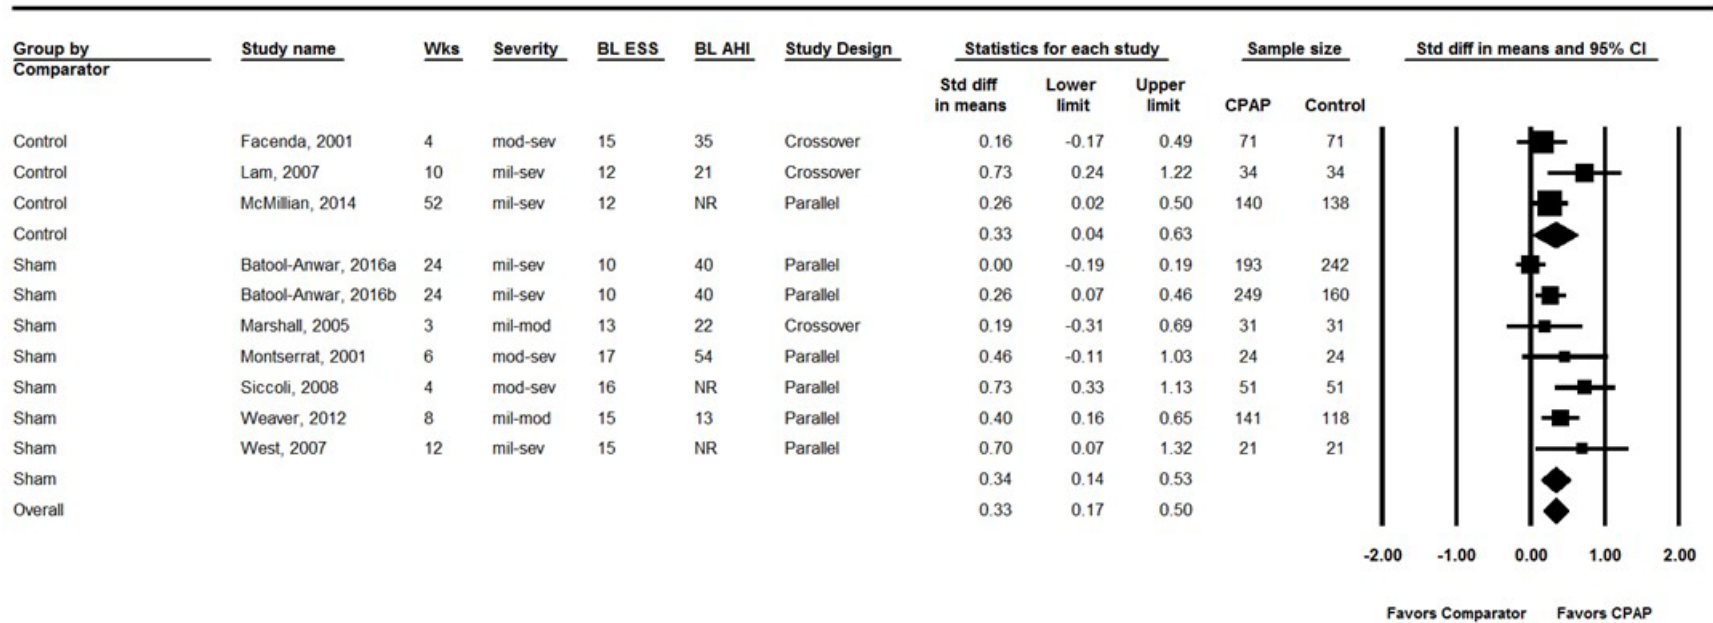 Group by Comparator Study name Wks Severity BL ESS BL AHI Study Design Statistics for each study Sample size Std diff in means and 95% CI
Std diff in means Lower limit Upper limit CPAP Control
Control Facenda, 2001 4 mod-sev 15 35 Crossover 0.16 -0.17 0.49 71 71
Control Lam, 2007 10 mil-sev 12 21 Crossover 0.73 0.24 1.22 34 34
Control McMillian, 2014 52 mil-sev 12 NR Parallel 0.26 0.02 0.50 140 138
Control 0.33 0.04 0.63
Sham Batool-Anwar, 2016a 24 mil-sev 10 40 Parallel 0.00 -0.19 0.19 193 242
Sham Batool-Anwar, 2016b 24 mil-sev 10 40 Parallel 0.26 0.07 0.46 249 160
Sham Marshall, 2005 3 mil-mod 13 22 Crossover 0.19 -0.31 0.69 31 31
Sham Montserrat, 2001 6 mod-sev 17 54 Parallel 0.46 -0.11 1.03 24 24
Sham Siccoli, 2008 4 mod-sev 16 NR Parallel 0.73 0.33 1.13 51 51
Sham Weaver, 2012 8 mil-mod 15 13 Parallel 0.40 0.16 0.65 141 118
Sham West, 2007 12 mil-sev 15 NR Parallel 0.70 0.07 1.32 21 21
Sham 0.34 0.14 0.53
Overall 0.33 0.17 0.50
-2.00 -1.00 0.00 1.00 2.00
Favors Comparator Favors CPAP